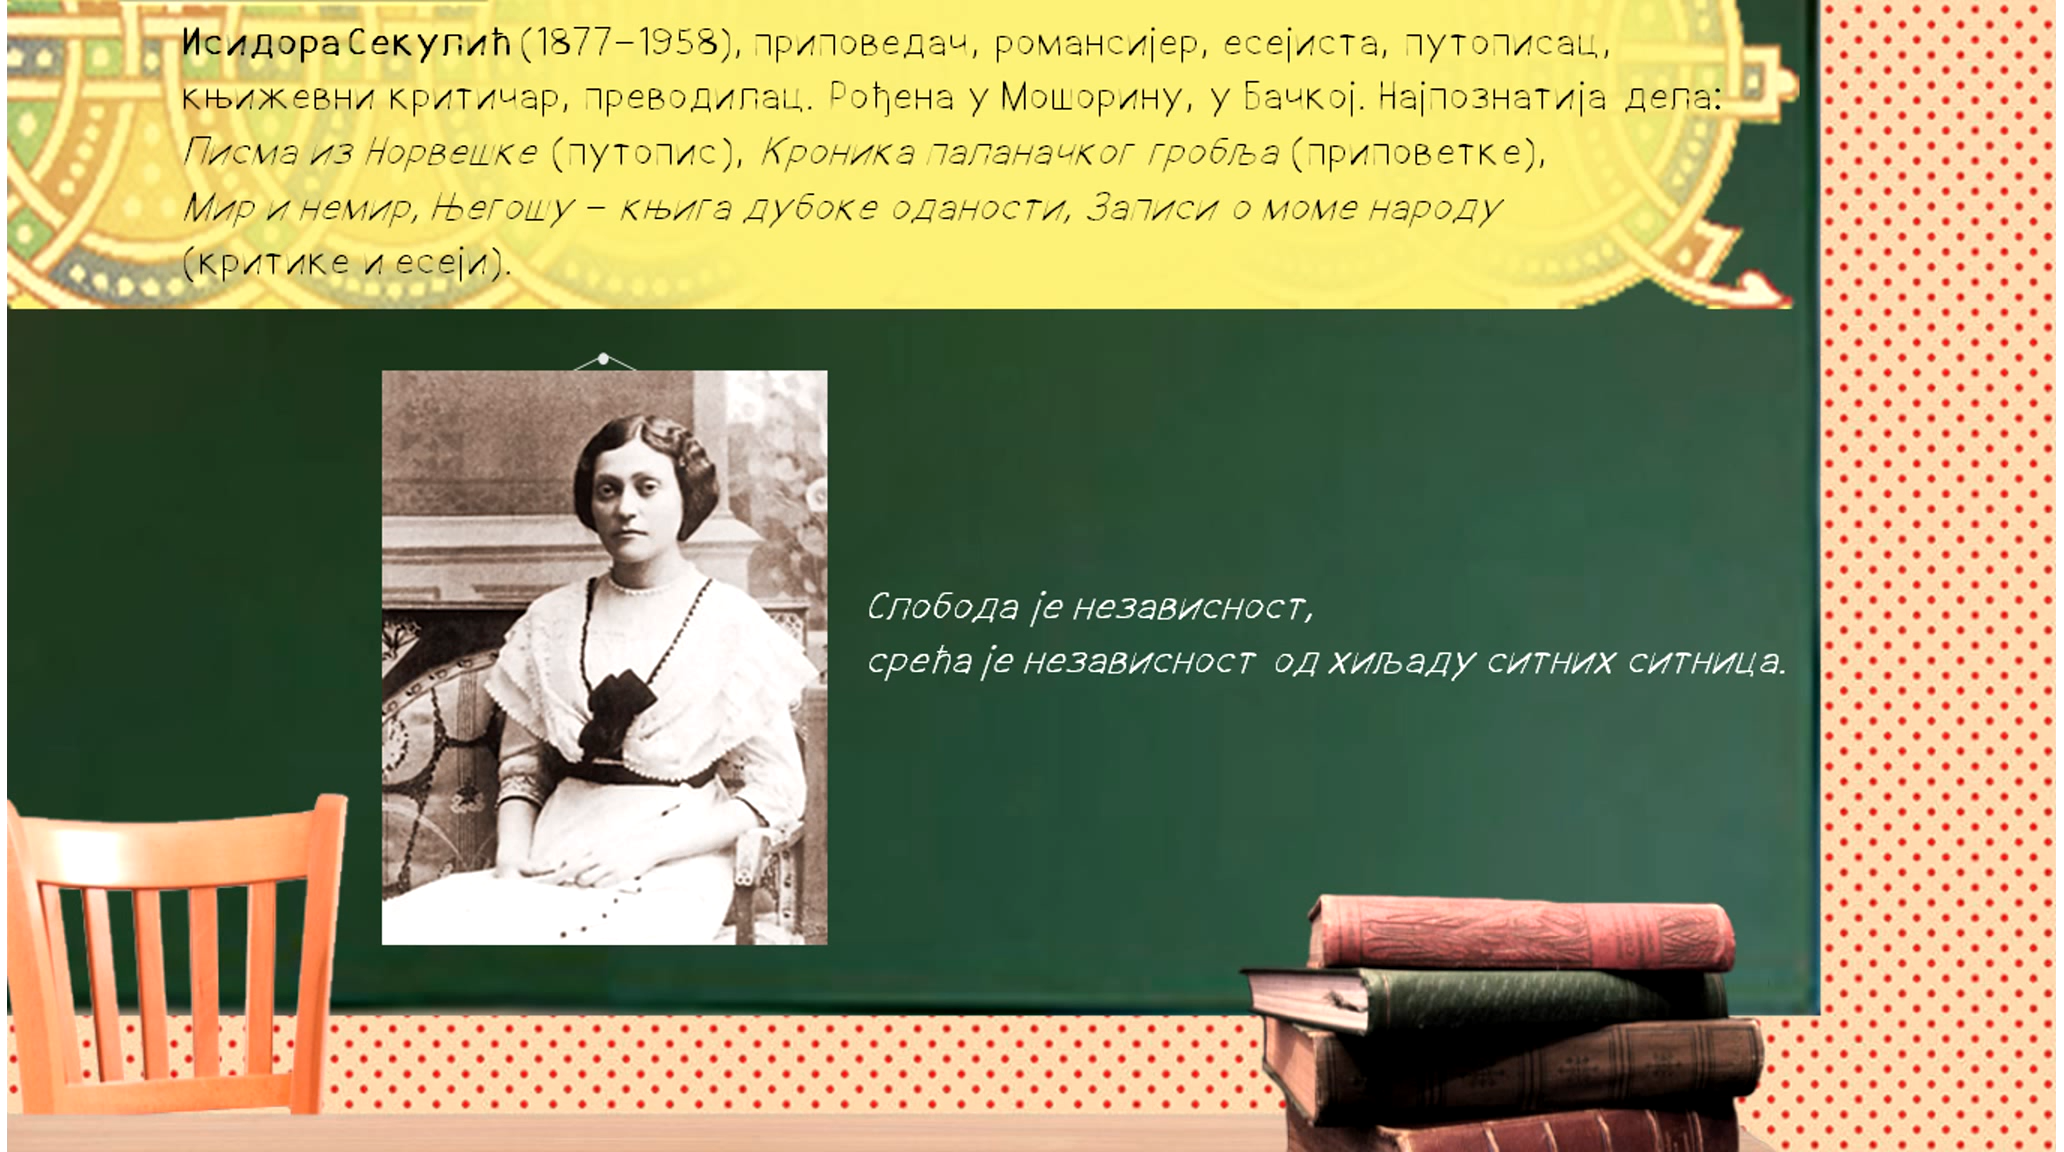 Исидора Секулић (1877–1958), приповедач, романсијер, есејиста, путописац,
књижевни критичар, преводилац. Рођена у Мошорину, у Бачкој. Најпознатија дела:
Писма из Норвешке (путопис), Кроника паланачког гробља (приповетке),
Мир и немир, Његошу – књига дубоке оданости, Записи о моме народу
(критике и есеји).
Слобода је независност,
срећа је независност од хиљаду ситних ситница.